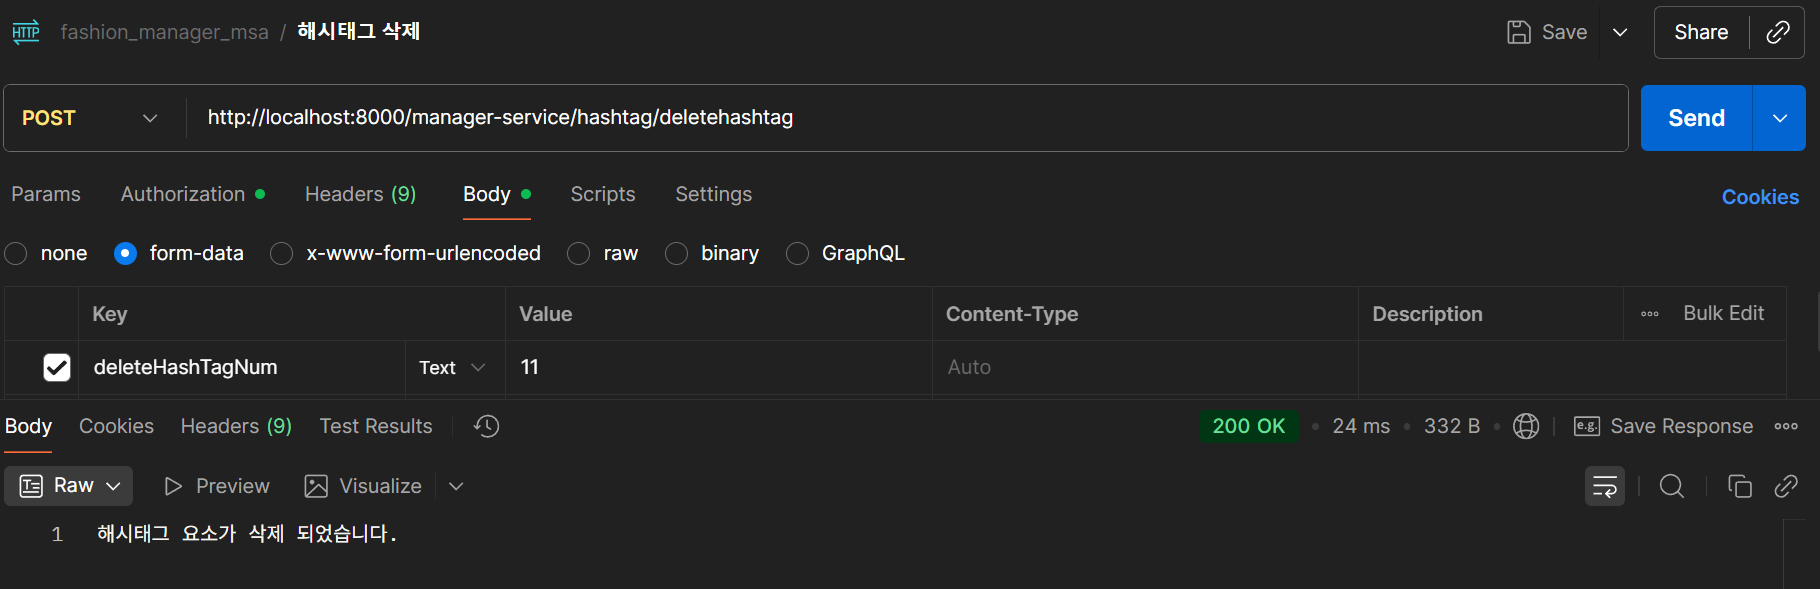 HTTP fashion_manager_msa / 해시태그 삭제 Save Share
POST http://localhost:8000/manager-service/hashtag/deletehashtag Send
Params Authorization Headers (9) Body Scripts Settings Cookies
none form-data x-www-form-urlencoded raw binary GraphQL
Key Value Content-Type Description Bulk Edit
deleteHashTagNum Text 11 Auto
Body Cookies Headers (9) Test Results 200 OK 24 ms 332 B e.g. Save Response
Raw Preview Visualize
1 해시태그 요소가 삭제 되었습니다.